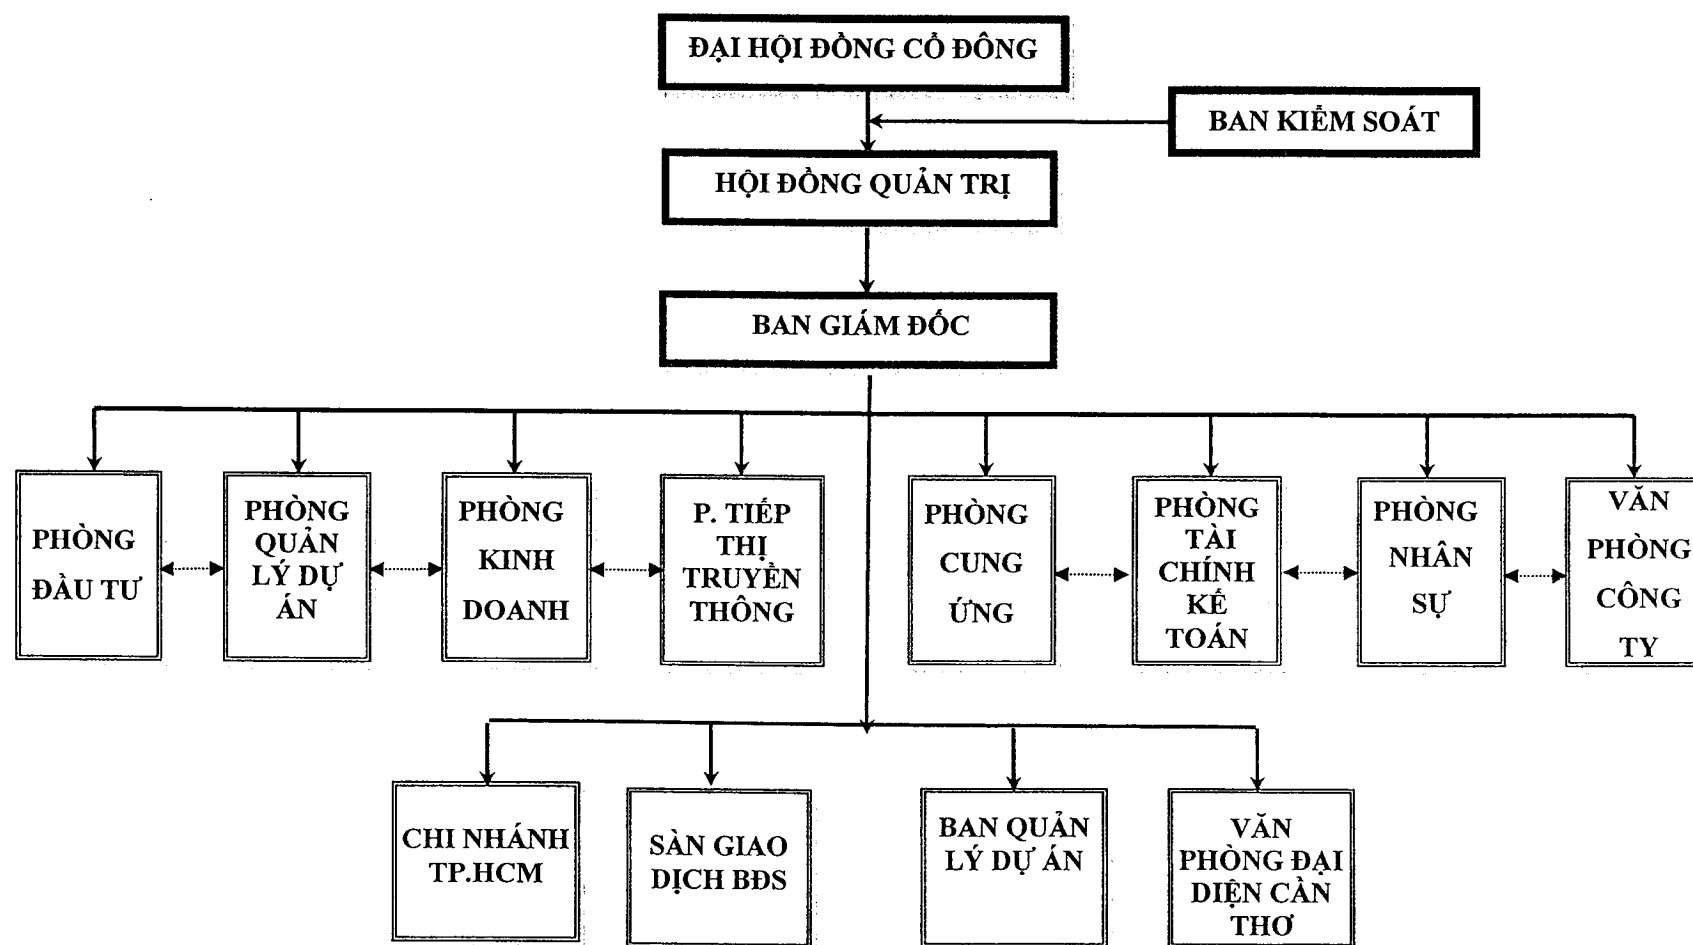 ĐẠI HỘI ĐỒNG CỔ ĐÔNG
BAN KIỂM SOÁT
HỘI ĐỒNG QUẢN TRỊ
BAN GIÁM ĐỐC
PHÒNG
ĐẦU TƯ
PHÒNG
QUẢN
LÝ DỰ
ÁN
PHÒNG
KINH
DOANH
P. TIẾP
THỊ
TRUYỀN
THÔNG
PHÒNG
CUNG
ỨNG
PHÒNG
TÀI
CHÍNH
KẾ
TOÁN
PHÒNG
NHÂN
SỰ
VĂN
PHÒNG
CÔNG
TY
CHI NHÁNH
TP.HCM
SÀN GIAO
DỊCH BĐS
BAN QUẢN
LÝ DỰ ÁN
VĂN
PHÒNG ĐẠI
DIỆN CẦN
THƠ